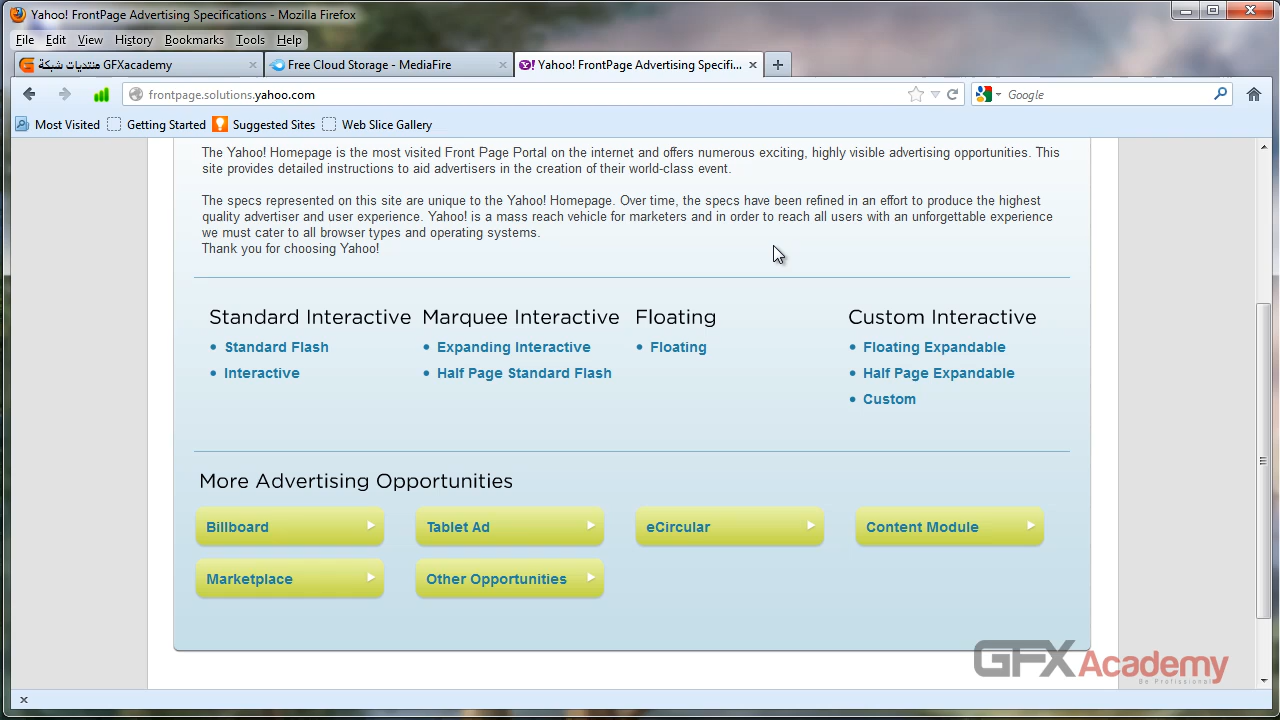 Yahoo! FrontPage Advertising Specifications - Mozilla Firefox
File Edit View History Bookmarks Tools Help
منتديات شبكة GFXacademy
Free Cloud Storage - MediaFire
Yahoo! FrontPage Advertising Specifi...
frontpage.solutions.yahoo.com
Google
Most Visited Getting Started Suggested Sites Web Slice Gallery
The Yahoo! Homepage is the most visited Front Page Portal on the internet and offers numerous exciting, highly visible advertising opportunities. This
site provides detailed instructions to aid advertisers in the creation of their world-class event.
The specs represented on this site are unique to the Yahoo! Homepage. Over time, the specs have been refined in an effort to produce the highest
quality advertiser and user experience. Yahoo! is a mass reach vehicle for marketers and in order to reach all users with an unforgettable experience
we must cater to all browser types and operating systems.
Thank you for choosing Yahoo!
Standard Interactive
Standard Flash
Interactive
Marquee Interactive
Expanding Interactive
Half Page Standard Flash
Floating
Floating
Custom Interactive
Floating Expandable
Half Page Expandable
Custom
More Advertising Opportunities
Billboard
Tablet Ad
eCircular
Content Module
Marketplace
Other Opportunities
GFXAcademy
Be Professional